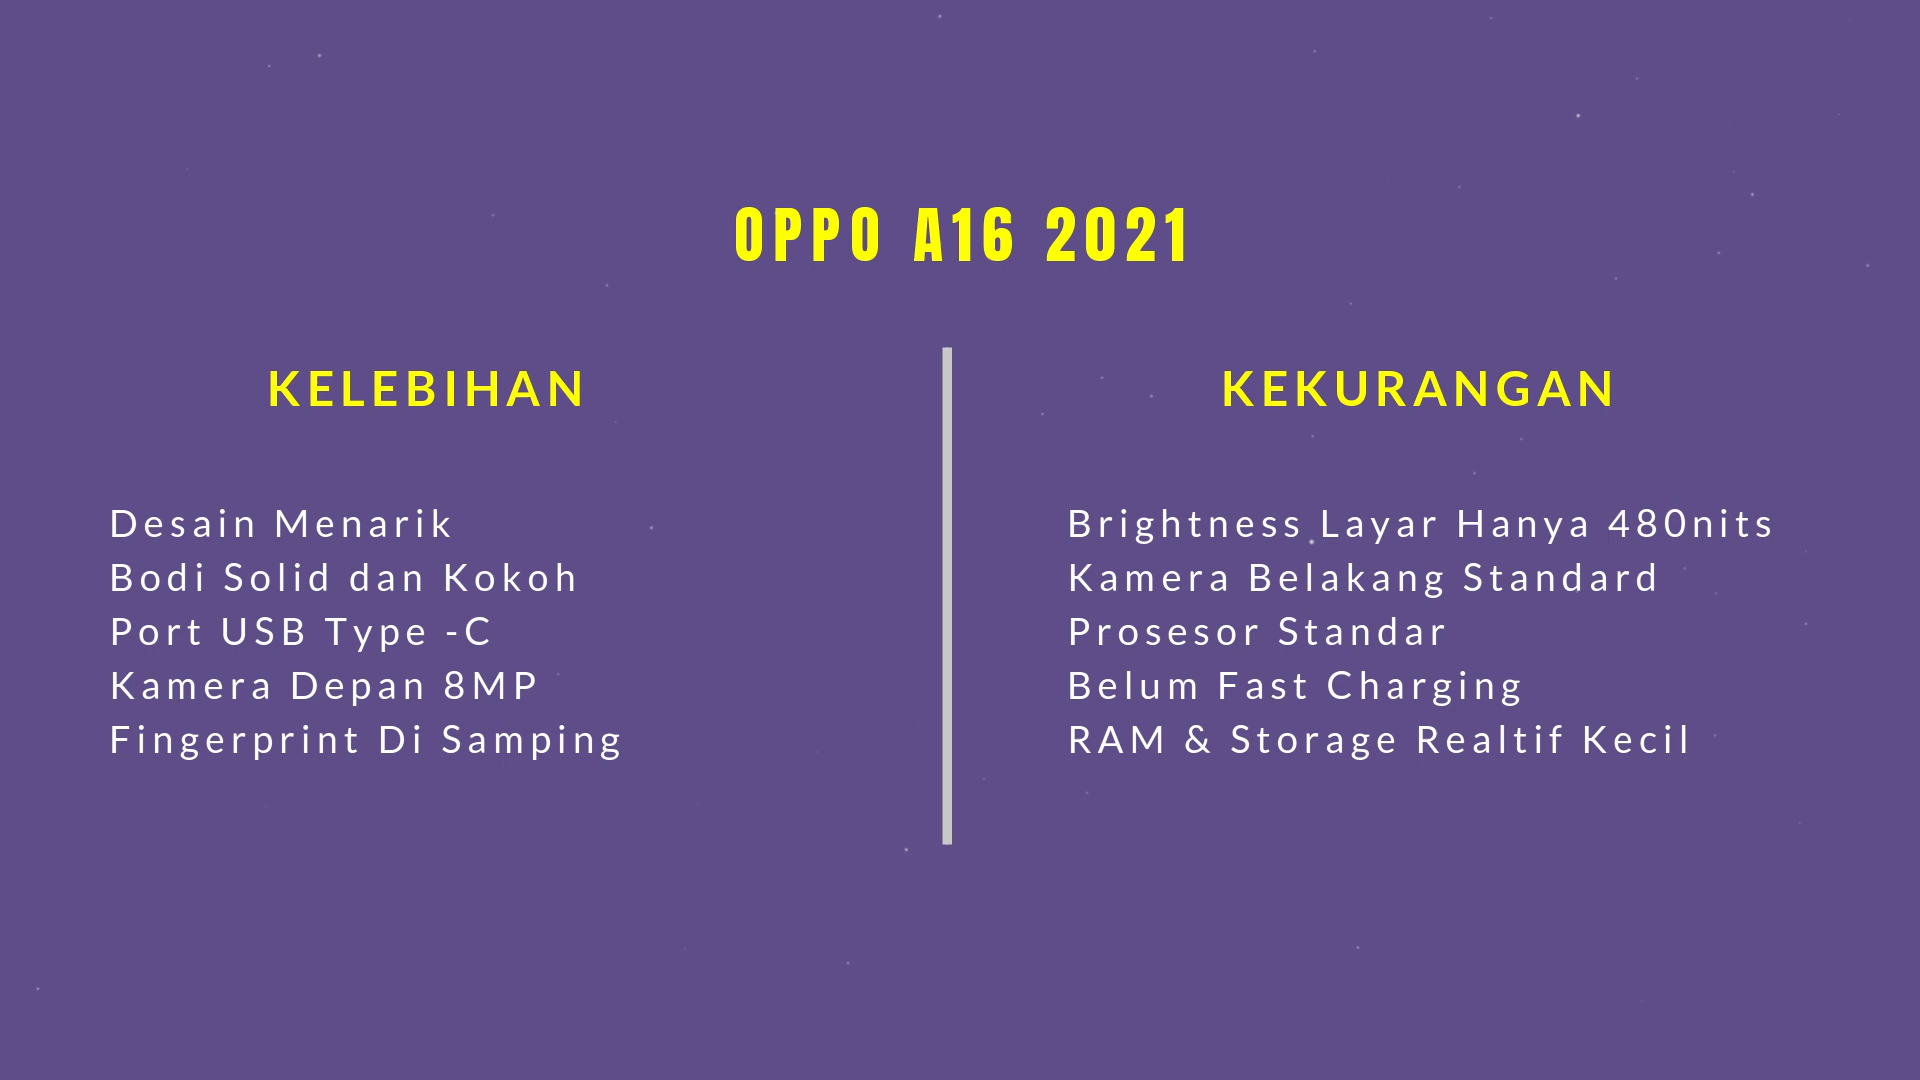 OPPO A16 2021
KELEBIHAN
Desain Menarik
Bodi Solid dan Kokoh
Port USB Type -C
Kamera Depan 8MP
Fingerprint Di Samping
KEKURANGAN
Brightness Layar Hanya 480nits
Kamera Belakang Standard
Prosesor Standar
Belum Fast Charging
RAM & Storage Realtif Kecil